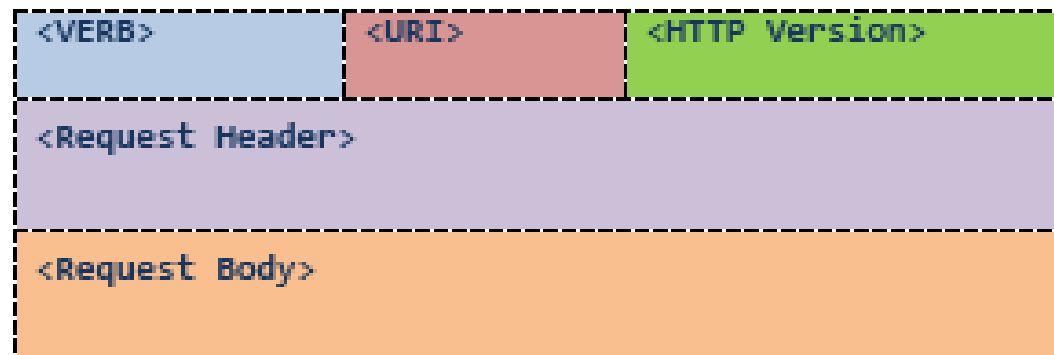 <VERB> <URI> <HTTP Version>
<Request Header>
<Request Body>